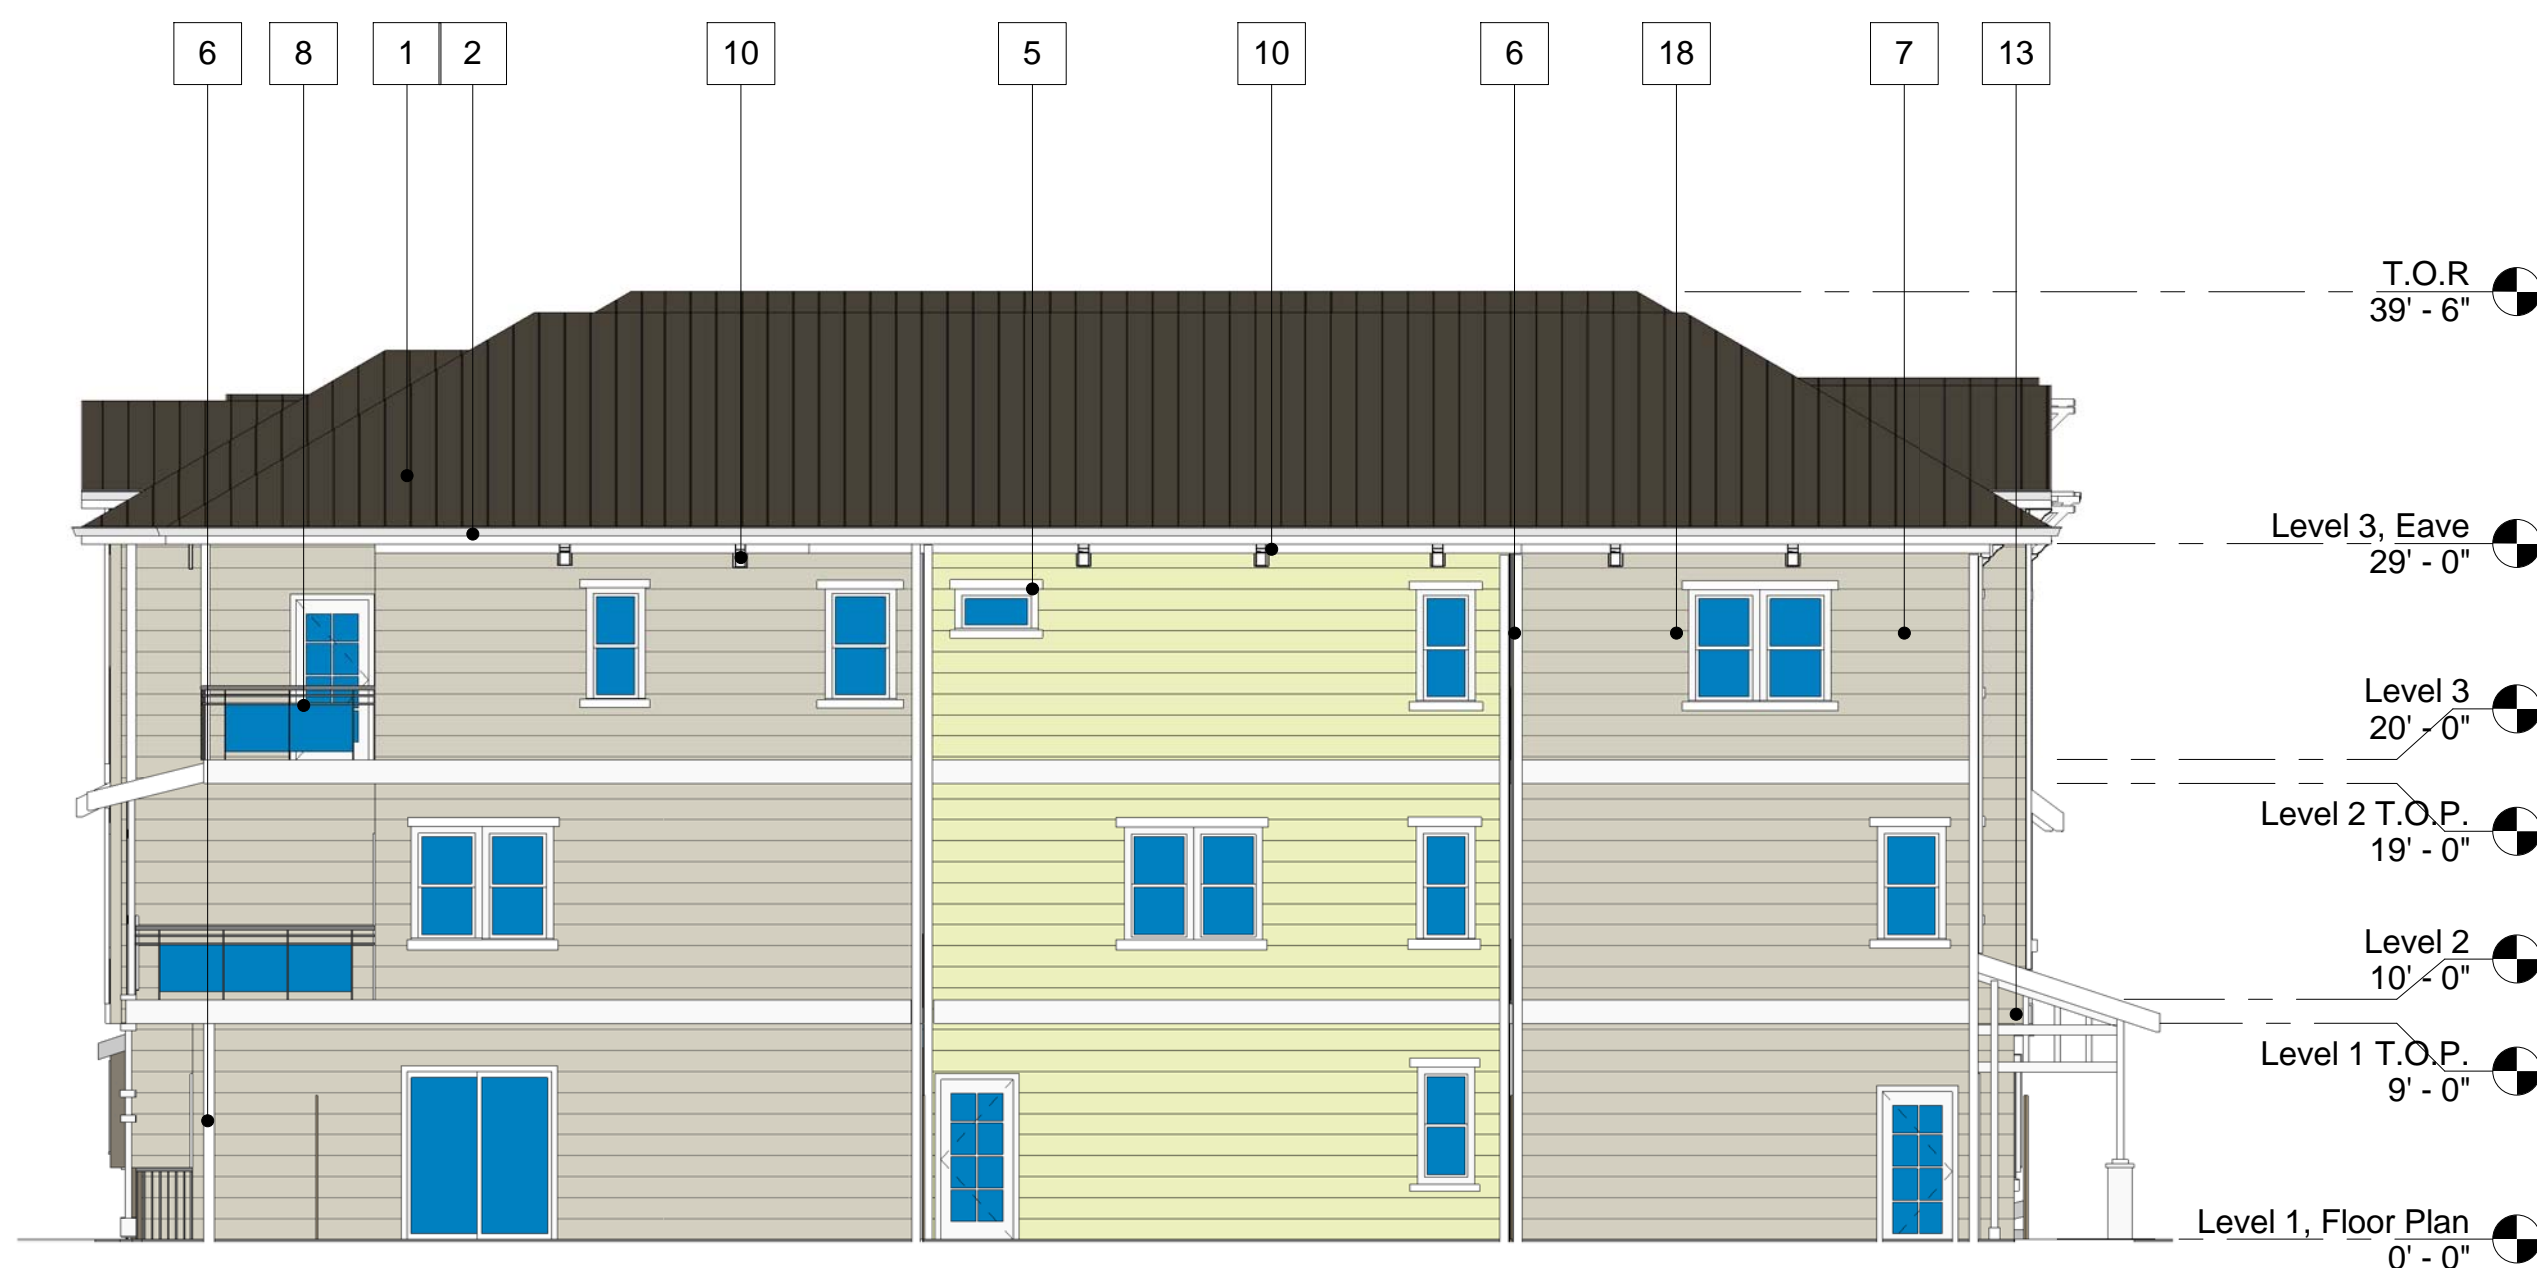 6 8 1 2 10 5 10 6 18 7 13
T.O.R
39' - 6"
Level 3, Eave
29' - 0"
Level 3
20' - 0"
Level 2 T.O.P.
19' - 0"
Level 2
10' - 0"
Level 1 T.O.P.
9' - 0"
Level 1, Floor Plan
0' - 0"